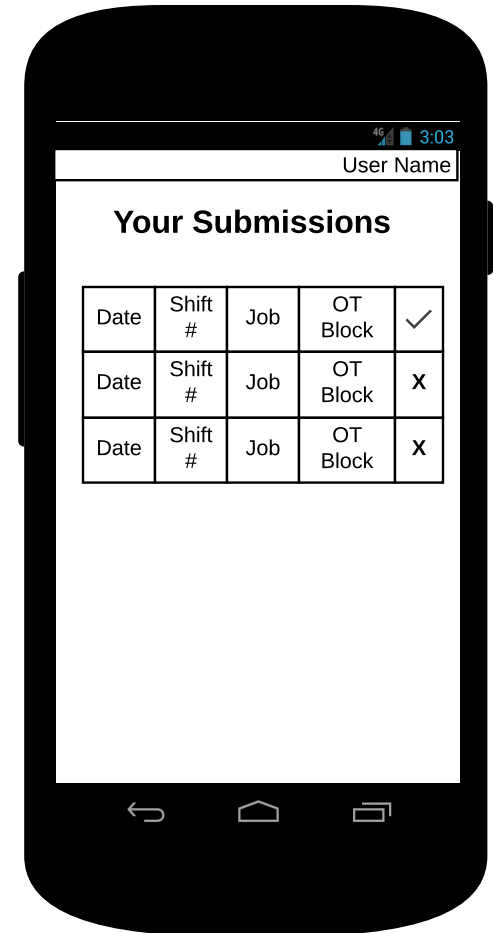 4G 3:03
User Name
Your Submissions
Date Shift # Job OT Block ✓
Date Shift # Job OT Block X
Date Shift # Job OT Block X